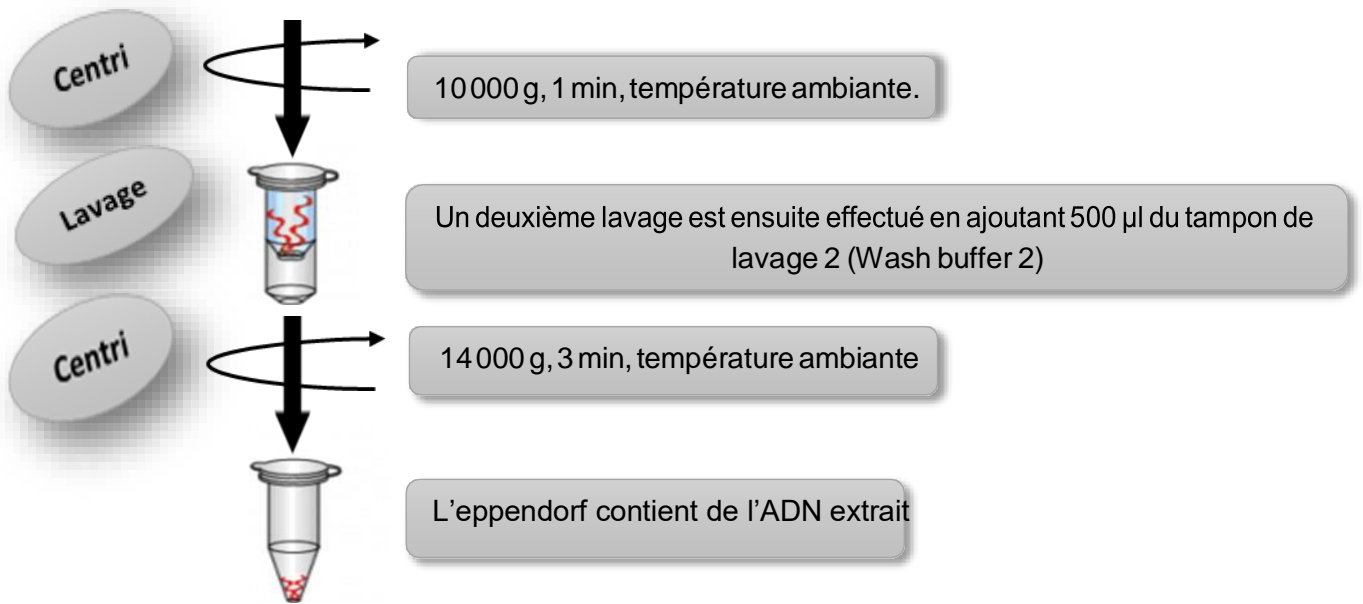 Centri
10 000 g, 1 min, température ambiante.
Lavage
Un deuxième lavage est ensuite effectué en ajoutant 500 µl du tampon de
lavage 2 (Wash buffer 2)
Centri
14 000 g, 3 min, température ambiante
L’eppendorf contient de l’ADN extrait